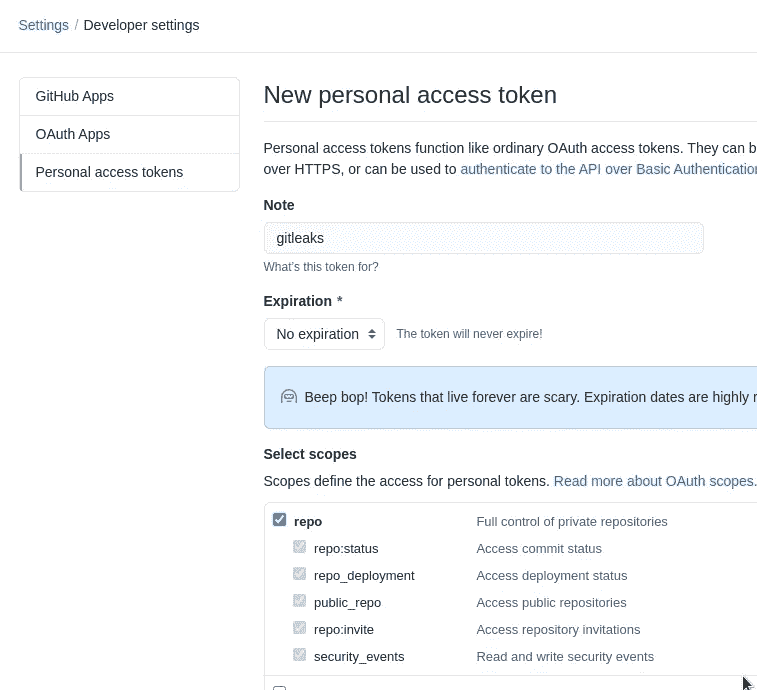 Settings / Developer settings
GitHub Apps
OAuth Apps
Personal access tokens
New personal access token
Personal access tokens function like ordinary OAuth access tokens. They can b
over HTTPS, or can be used to authenticate to the API over Basic Authentication
Note
gitleaks
What's this token for?
Expiration *
No expiration The token will never expire!
Beep bop! Tokens that live forever are scary. Expiration dates are highly r
Select scopes
Scopes define the access for personal tokens. Read more about OAuth scopes.
repo Full control of private repositories
repo:status Access commit status
repo_deployment Access deployment status
public_repo Access public repositories
repo:invite Access repository invitations
security_events Read and write security events